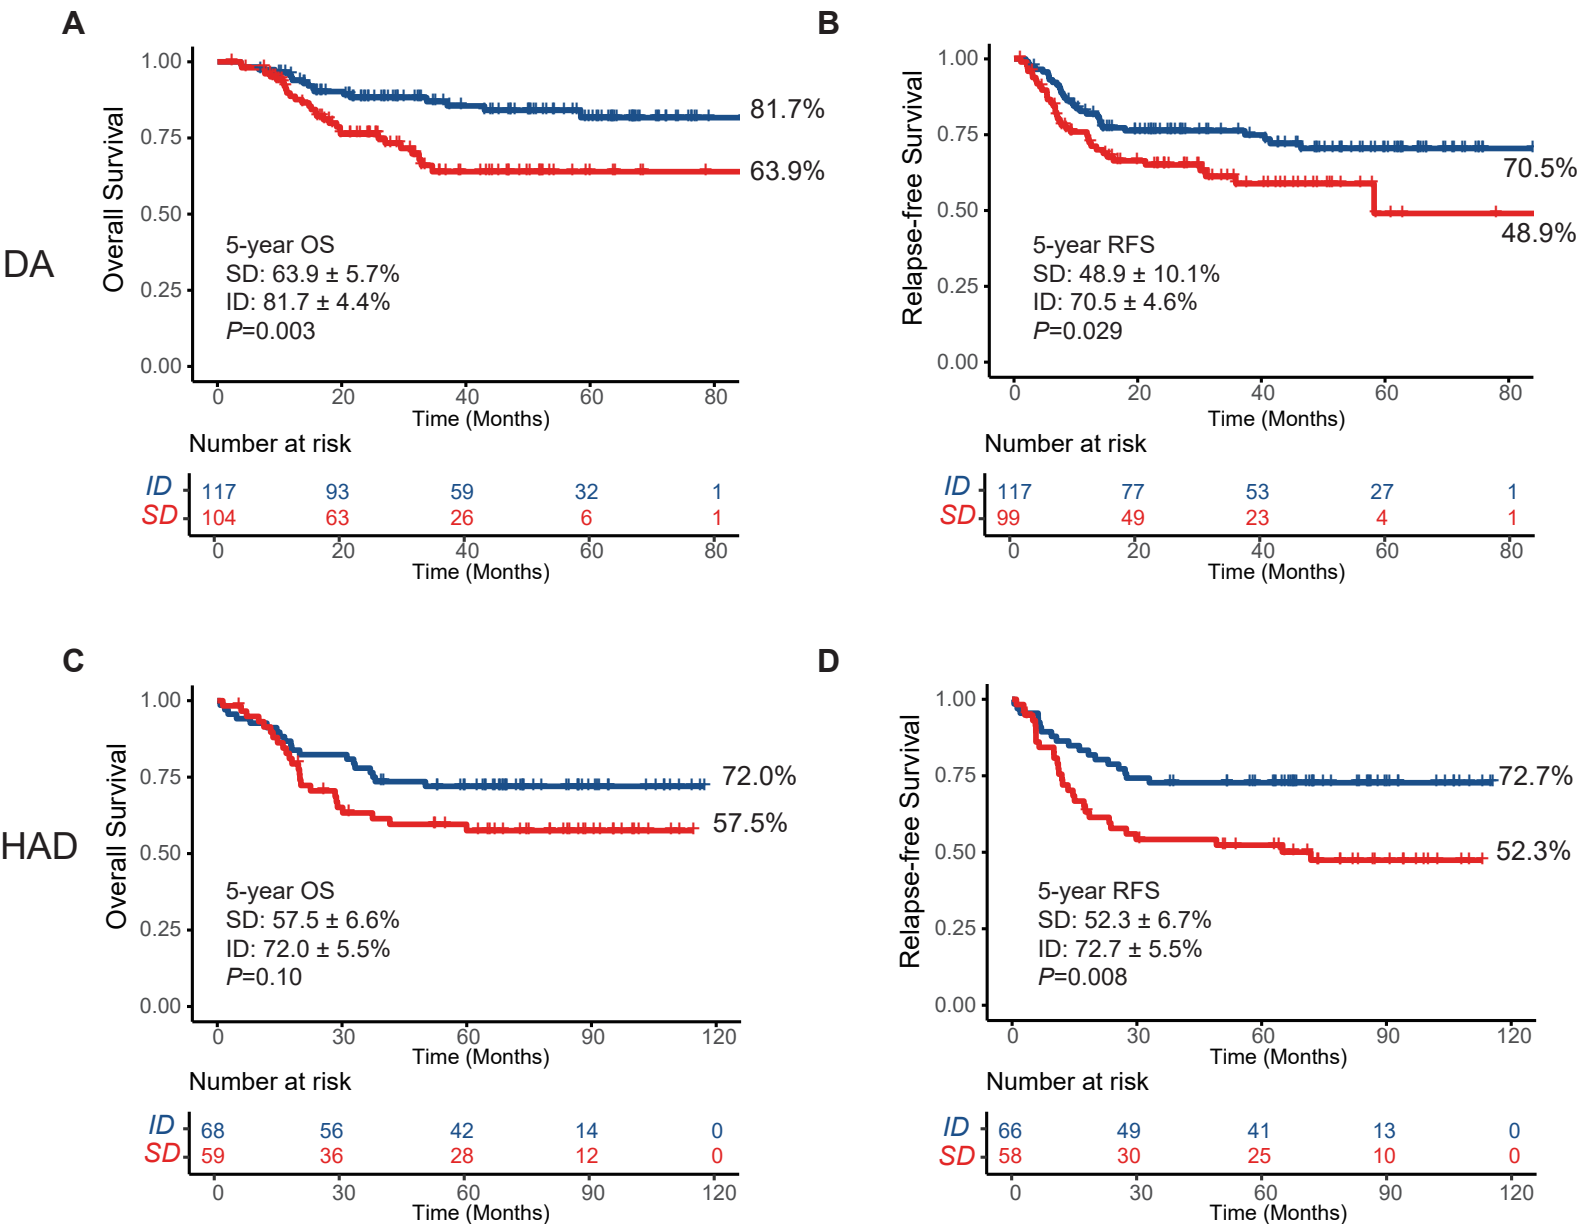 A
Overall Survival
1.00
0.75
0.50
0.25
0.00
81.7%
63.9%
5-year OS
SD: 63.9 ± 5.7%
ID: 81.7 ± 4.4%
P=0.003
0 20 40 60 80
Time (Months)
Number at risk
ID 117 93 59 32 1
SD 104 63 26 6 1
0 20 40 60 80
Time (Months)
B
Relapse-free Survival
1.00
0.75
0.50
0.25
0.00
70.5%
48.9%
5-year RFS
SD: 48.9 ± 10.1%
ID: 70.5 ± 4.6%
P=0.029
0 20 40 60 80
Time (Months)
Number at risk
ID 117 77 53 27 1
SD 99 49 23 4 1
0 20 40 60 80
Time (Months)
DA
C
Overall Survival
1.00
0.75
0.50
0.25
0.00
72.0%
57.5%
5-year OS
SD: 57.5 ± 6.6%
ID: 72.0 ± 5.5%
P=0.10
0 30 60 90 120
Time (Months)
Number at risk
ID 68 56 42 14 0
SD 59 36 28 12 0
0 30 60 90 120
Time (Months)
D
Relapse-free Survival
1.00
0.75
0.50
0.25
0.00
72.7%
52.3%
5-year RFS
SD: 52.3 ± 6.7%
ID: 72.7 ± 5.5%
P=0.008
0 30 60 90 120
Time (Months)
Number at risk
ID 66 49 41 13 0
SD 58 30 25 10 0
0 30 60 90 120
Time (Months)
HAD